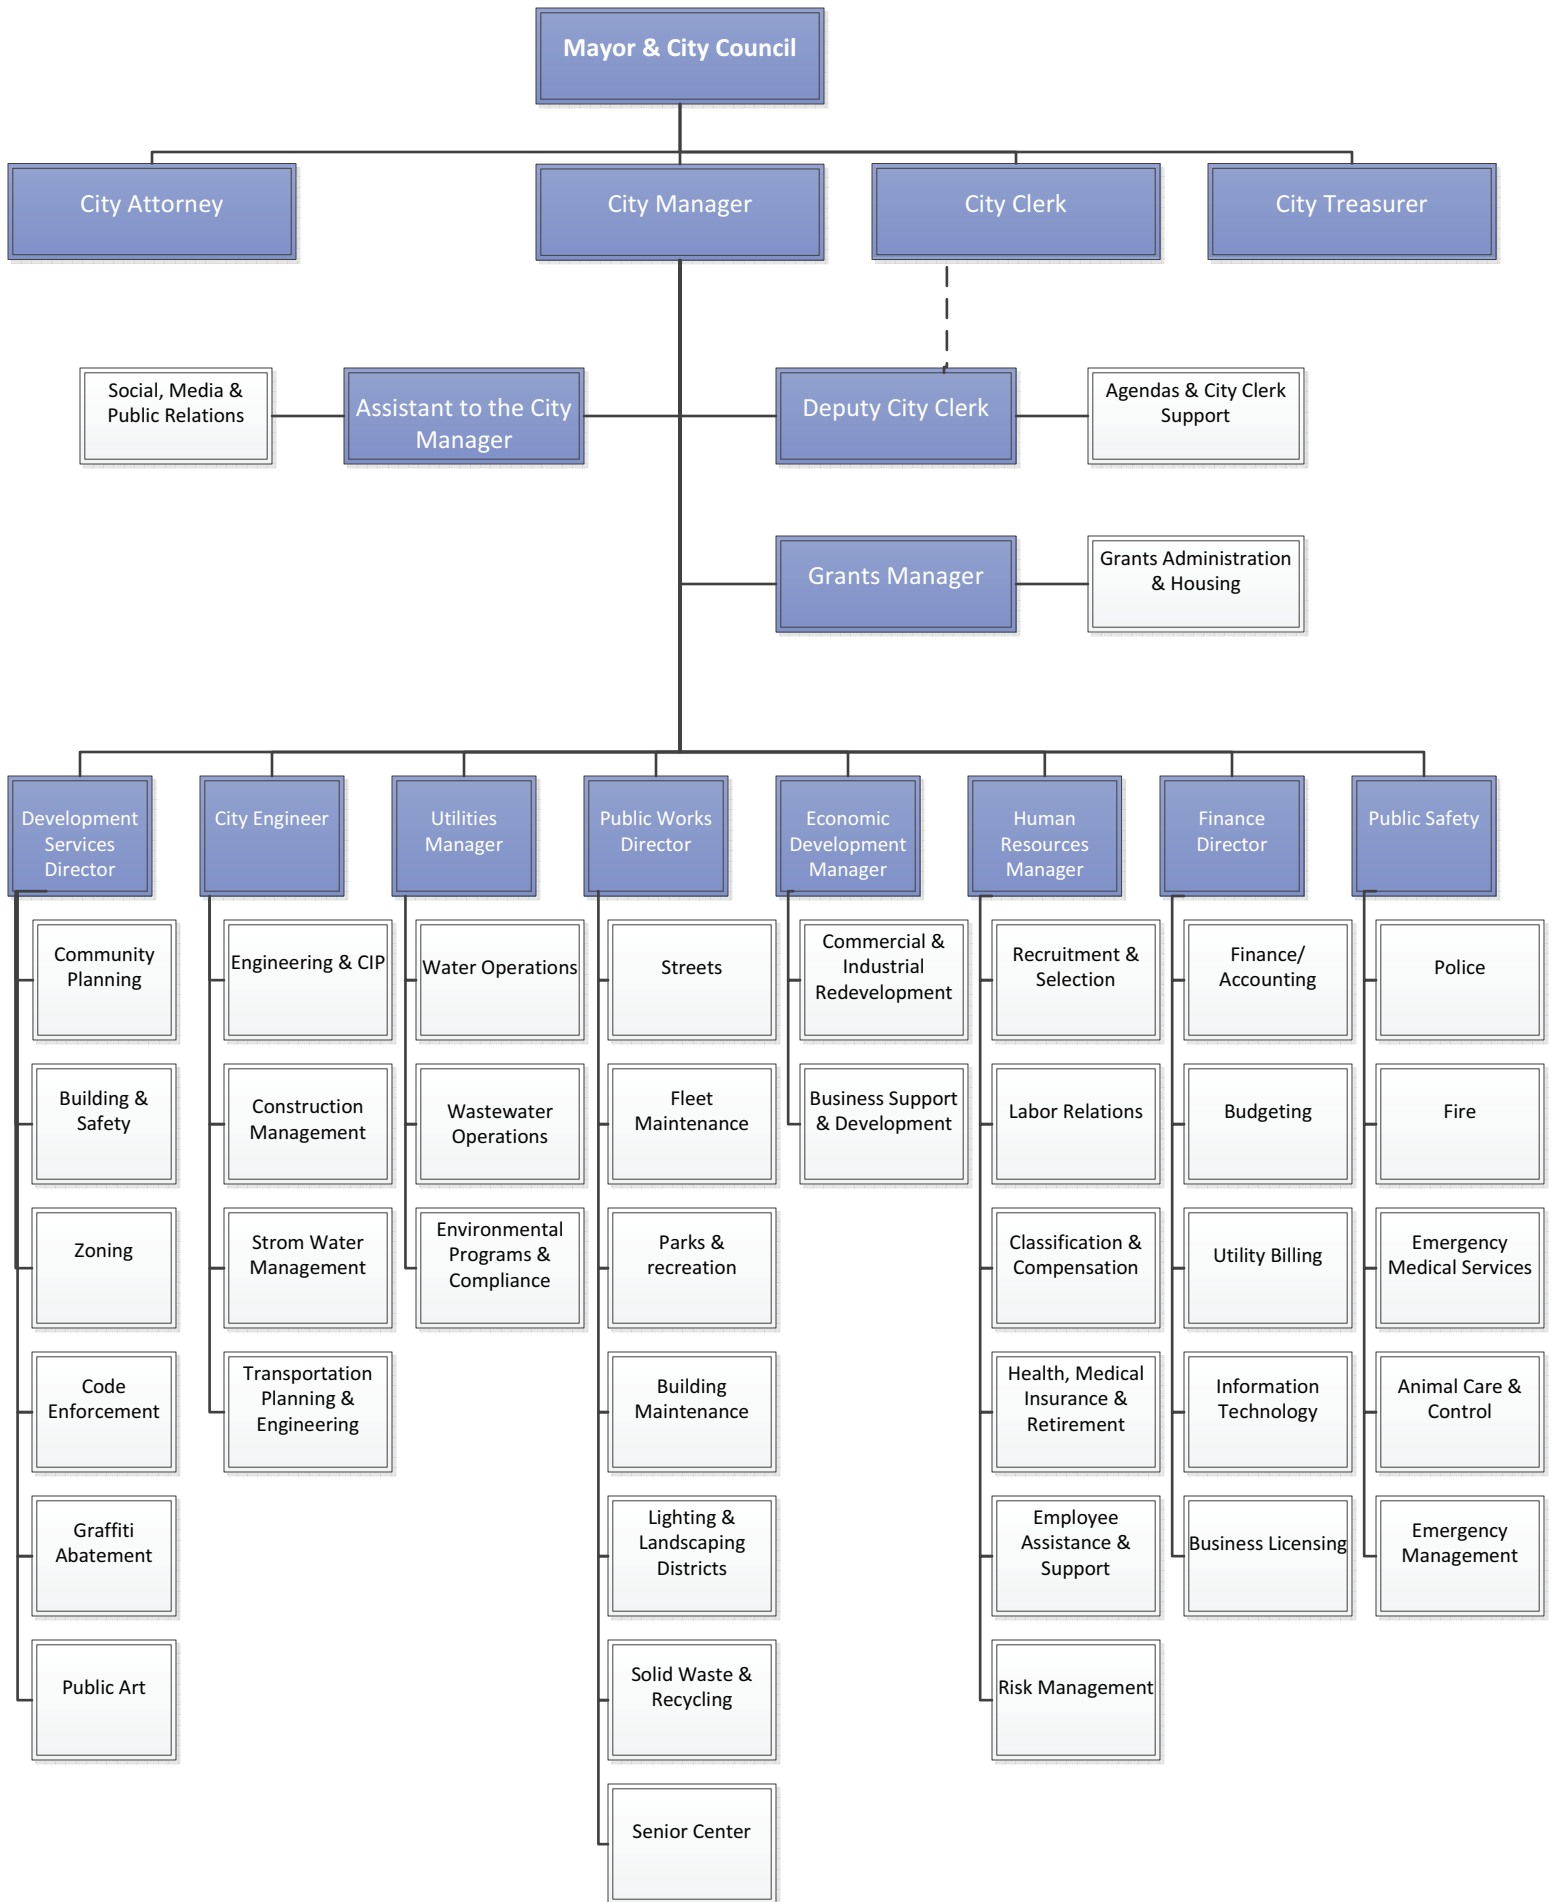 Mayor & City Council
City Attorney
City Manager
City Clerk
City Treasurer
Social, Media &
Public Relations
Assistant to the City
Manager
Deputy City Clerk
Agendas & City Clerk
Support
Grants Manager
Grants Administration
& Housing
Development
Services
Director
City Engineer
Utilities
Manager
Public Works
Director
Economic
Development
Manager
Human
Resources
Manager
Finance
Director
Public Safety
Community
Planning
Engineering & CIP
Water Operations
Streets
Commercial &
Industrial
Redevelopment
Recruitment &
Selection
Finance/
Accounting
Police
Building &
Safety
Construction
Management
Wastewater
Operations
Fleet
Maintenance
Business Support
& Development
Labor Relations
Budgeting
Fire
Zoning
Strom Water
Management
Environmental
Programs &
Compliance
Parks &
recreation
Classification &
Compensation
Utility Billing
Emergency
Medical Services
Code
Enforcement
Transportation
Planning &
Engineering
Building
Maintenance
Health, Medical
Insurance &
Retirement
Information
Technology
Animal Care &
Control
Graffiti
Abatement
Lighting &
Landscaping
Districts
Employee
Assistance &
Support
Business Licensing
Emergency
Management
Public Art
Solid Waste &
Recycling
Risk Management
Senior Center